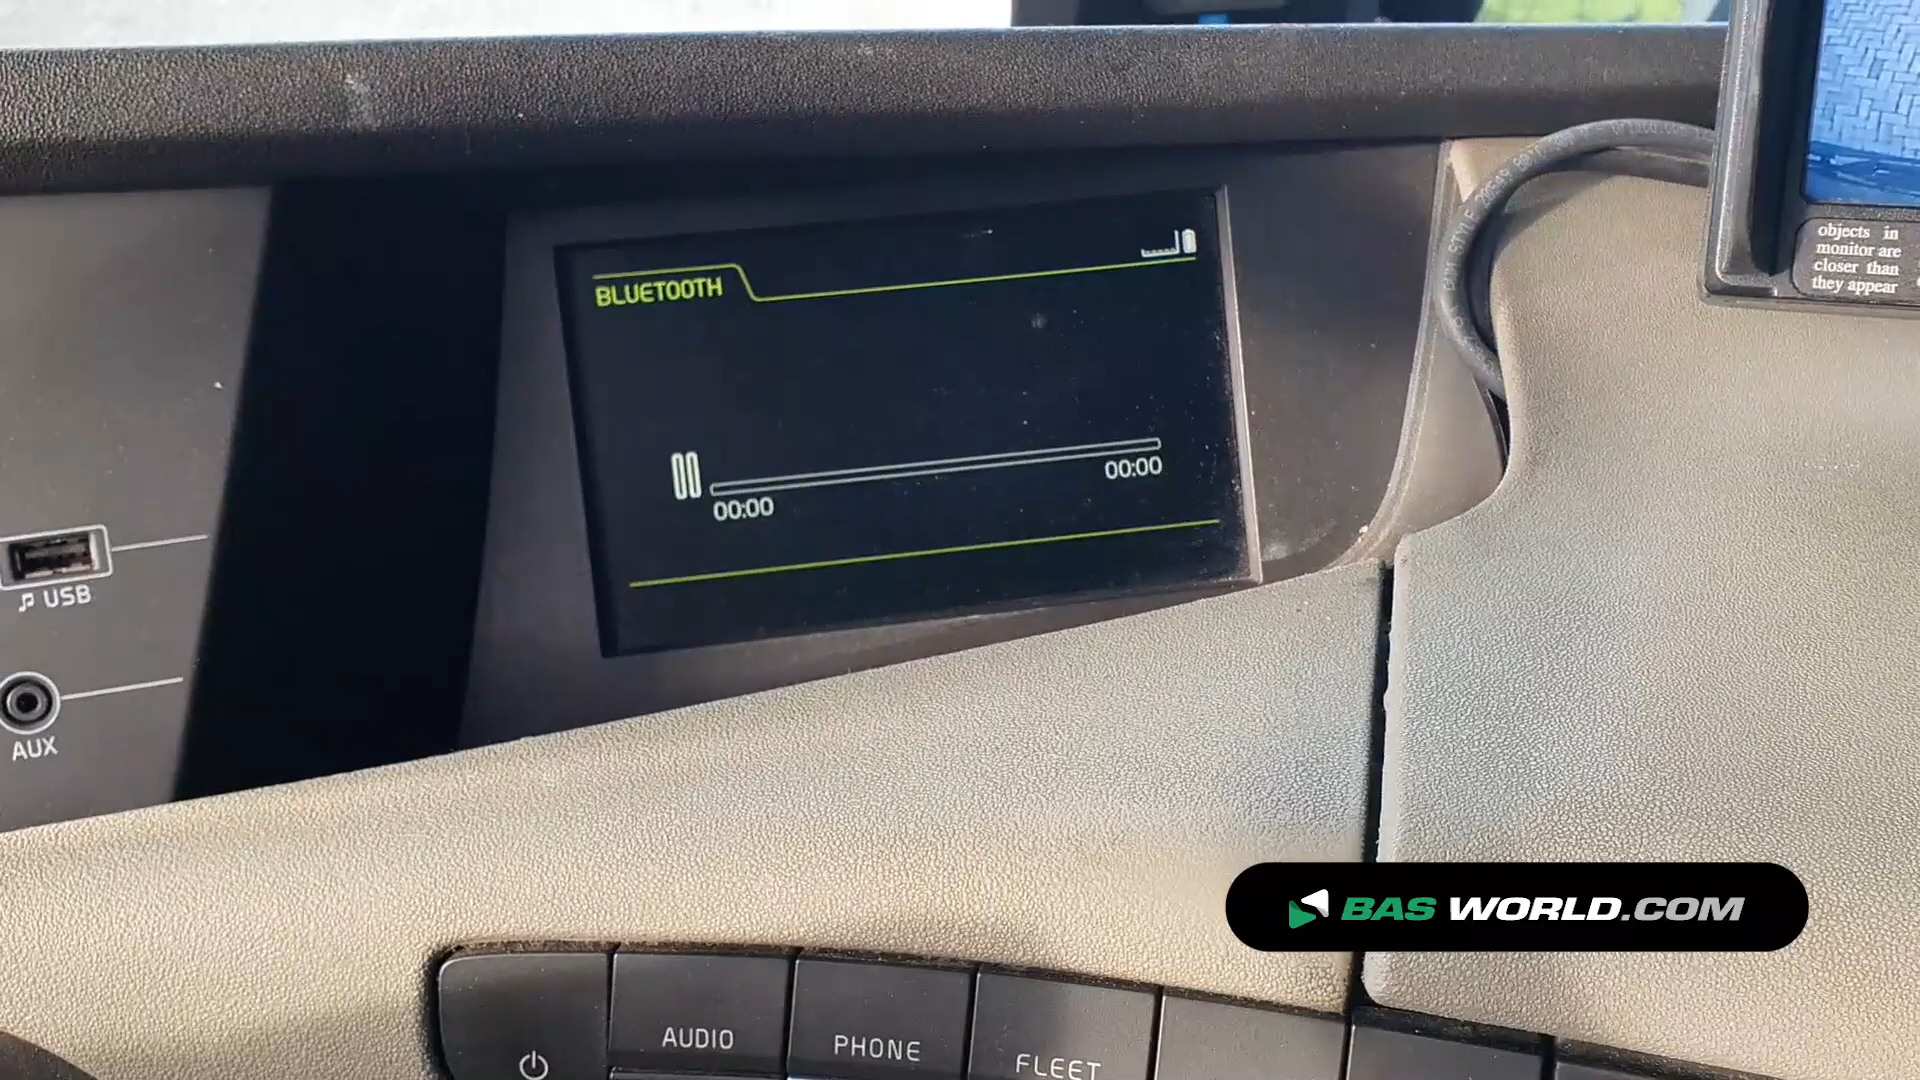 objects in
monitor are
closer than
they appear
BLUETOOTH
00:00
00:00
USB
AUX
BAS WORLD.COM
AUDIO
PHONE
FLEET